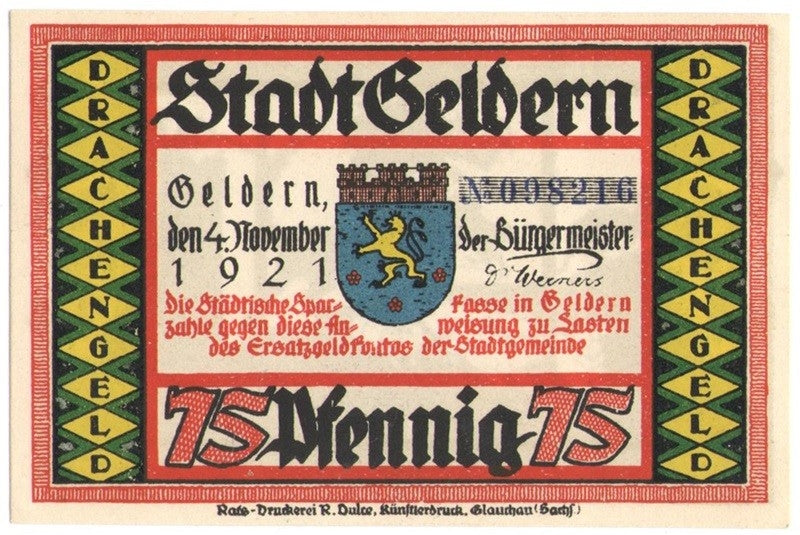 Stadt Geldern
DRACHENGELD
DRACHENGELD
Geldern,
den 4. November
1921
No 098216
Der Bürgermeister
Dr Werners
Die Städtische Spar- kasse in Geldern
zahle gegen diese An- weisung zu Lasten
des Ersatzgeldkontos der Stadtgemeinde
75 Pfennig 75
Rats-Druckerei R. Dulce, Künstlerdruck, Glauchau (Sachs.)